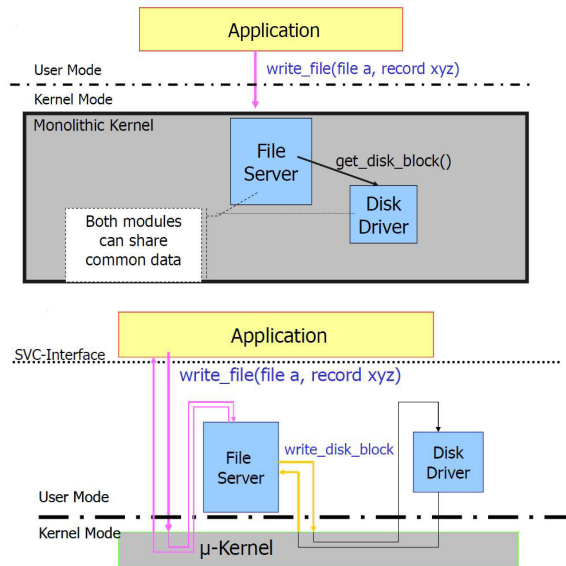 Application
User Mode
write_file(file a, record xyz)
Kernel Mode
Monolithic Kernel
File
Server
get_disk_block()
Disk
Driver
Both modules
can share
common data
Application
SVC-Interface
write_file(file a, record xyz)
File
Server
write_disk_block
Disk
Driver
User Mode
Kernel Mode
µ-Kernel